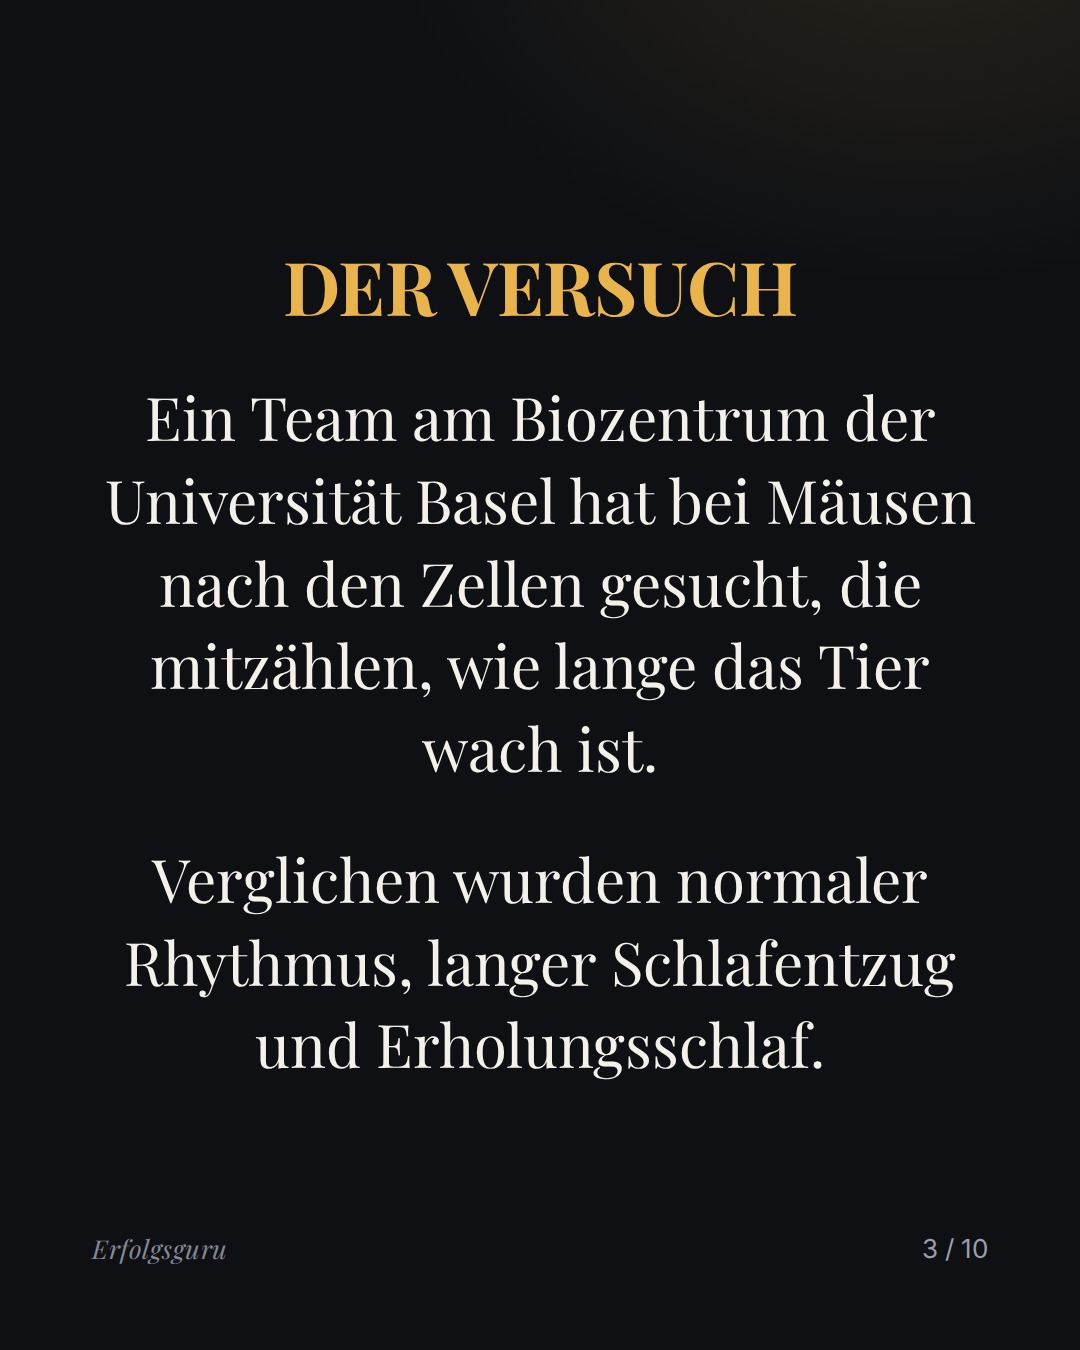 DER VERSUCH
Ein Team am Biozentrum der
Universität Basel hat bei Mäusen
nach den Zellen gesucht, die
mitzählen, wie lange das Tier
wach ist.
Verglichen wurden normaler
Rhythmus, langer Schlafentzug
und Erholungsschlaf.
Erfolgsguru
3 / 10